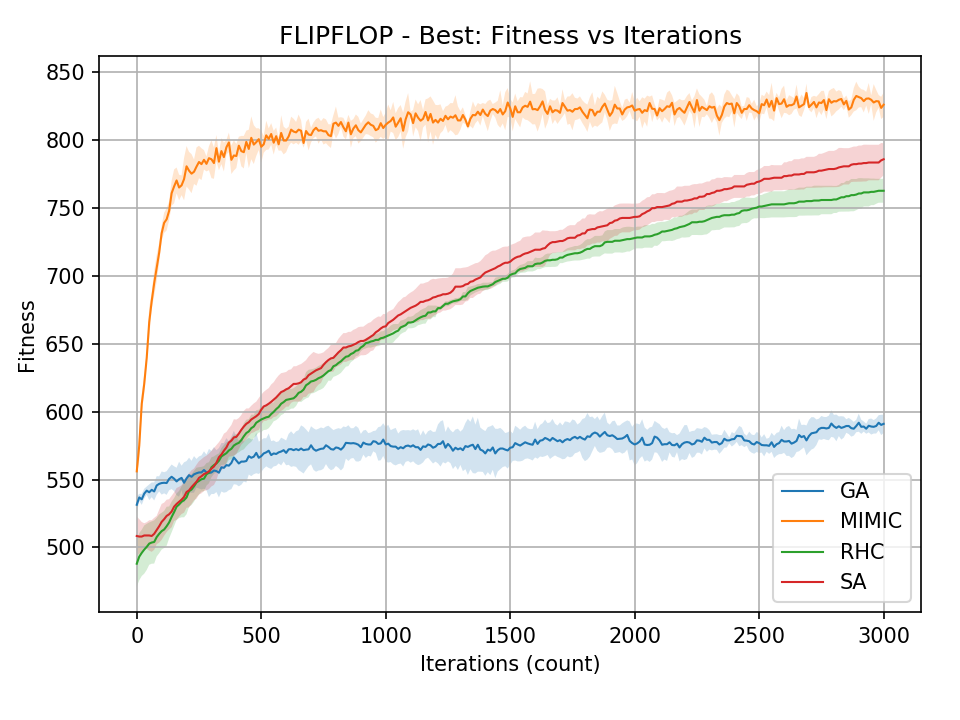 FLIPFLOP - Best: Fitness vs Iterations
850
800
750
700
650
600
550
500
Fitness
GA
MIMIC
RHC
SA
0 500 1000 1500 2000 2500 3000
Iterations (count)